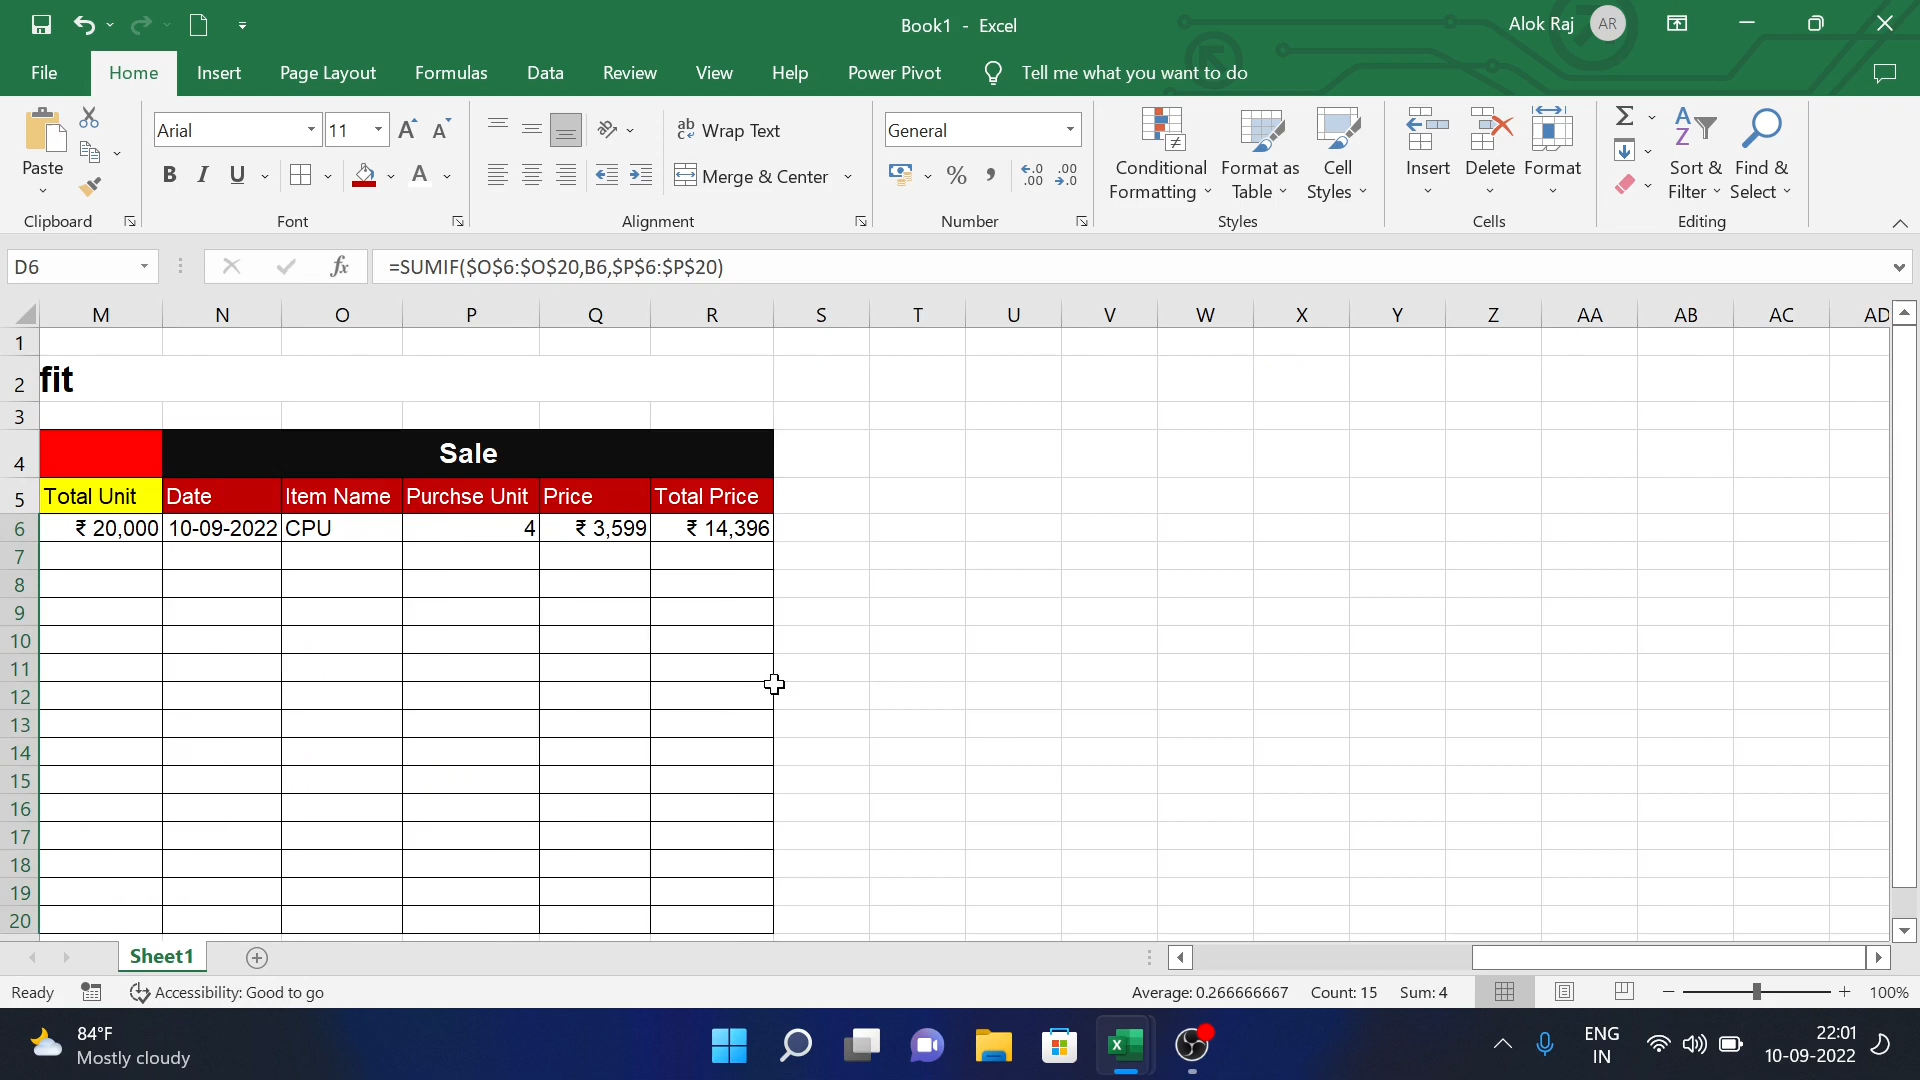 Book1 - Excel
Alok Raj AR
File Home Insert Page Layout Formulas Data Review View Help Power Pivot Tell me what you want to do
Paste
Clipboard
Arial 11
B I U A
Font
ab Wrap Text
Merge & Center
Alignment
General
% ,
Number
Conditional Formatting
Format as Table
Cell Styles
Styles
Insert Delete Format
Cells
Sort & Filter
Find & Select
Editing
D6 fx =SUMIF($O$6:$O$20,B6,$P$6:$P$20)
M N O P Q R S T U V W X Y Z AA AB AC AD
1
2 fit
3
4 Sale
5 Total Unit Date Item Name Purchse Unit Price Total Price
6 ₹ 20,000 10-09-2022 CPU 4 ₹ 3,599 ₹ 14,396
7
8
9
10
11
12
13
14
15
16
17
18
19
20
Sheet1
Ready Accessibility: Good to go Average: 0.266666667 Count: 15 Sum: 4 100%
84°F
Mostly cloudy
ENG
IN
22:01
10-09-2022